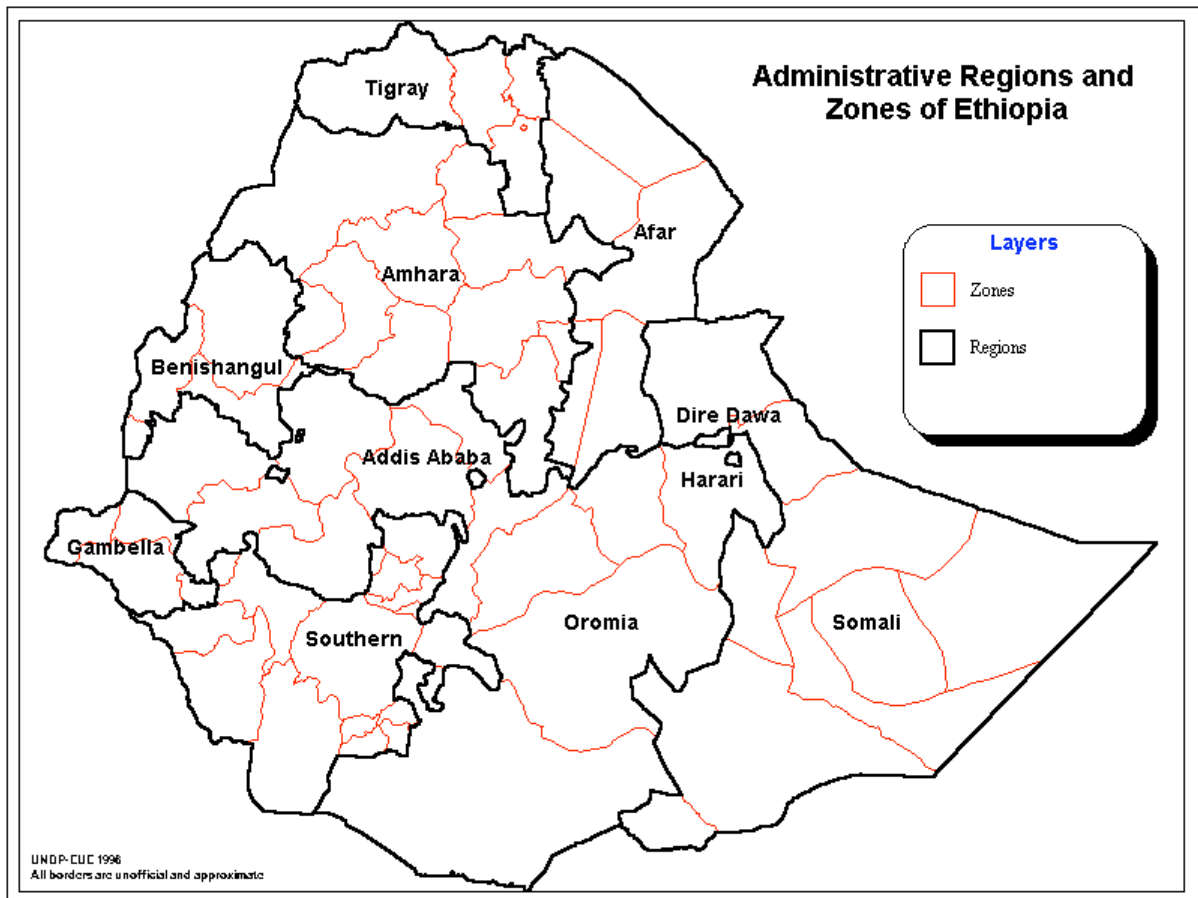 Administrative Regions and
Zones of Ethiopia
Tigray
Afar
Layers
Zones
Regions
Amhara
Benishangul
Dire Dawa
Addis Ababa
Harari
Gambella
Oromia
Somali
Southern
UNDP-EUE 1996
All borders are unofficial and approximate